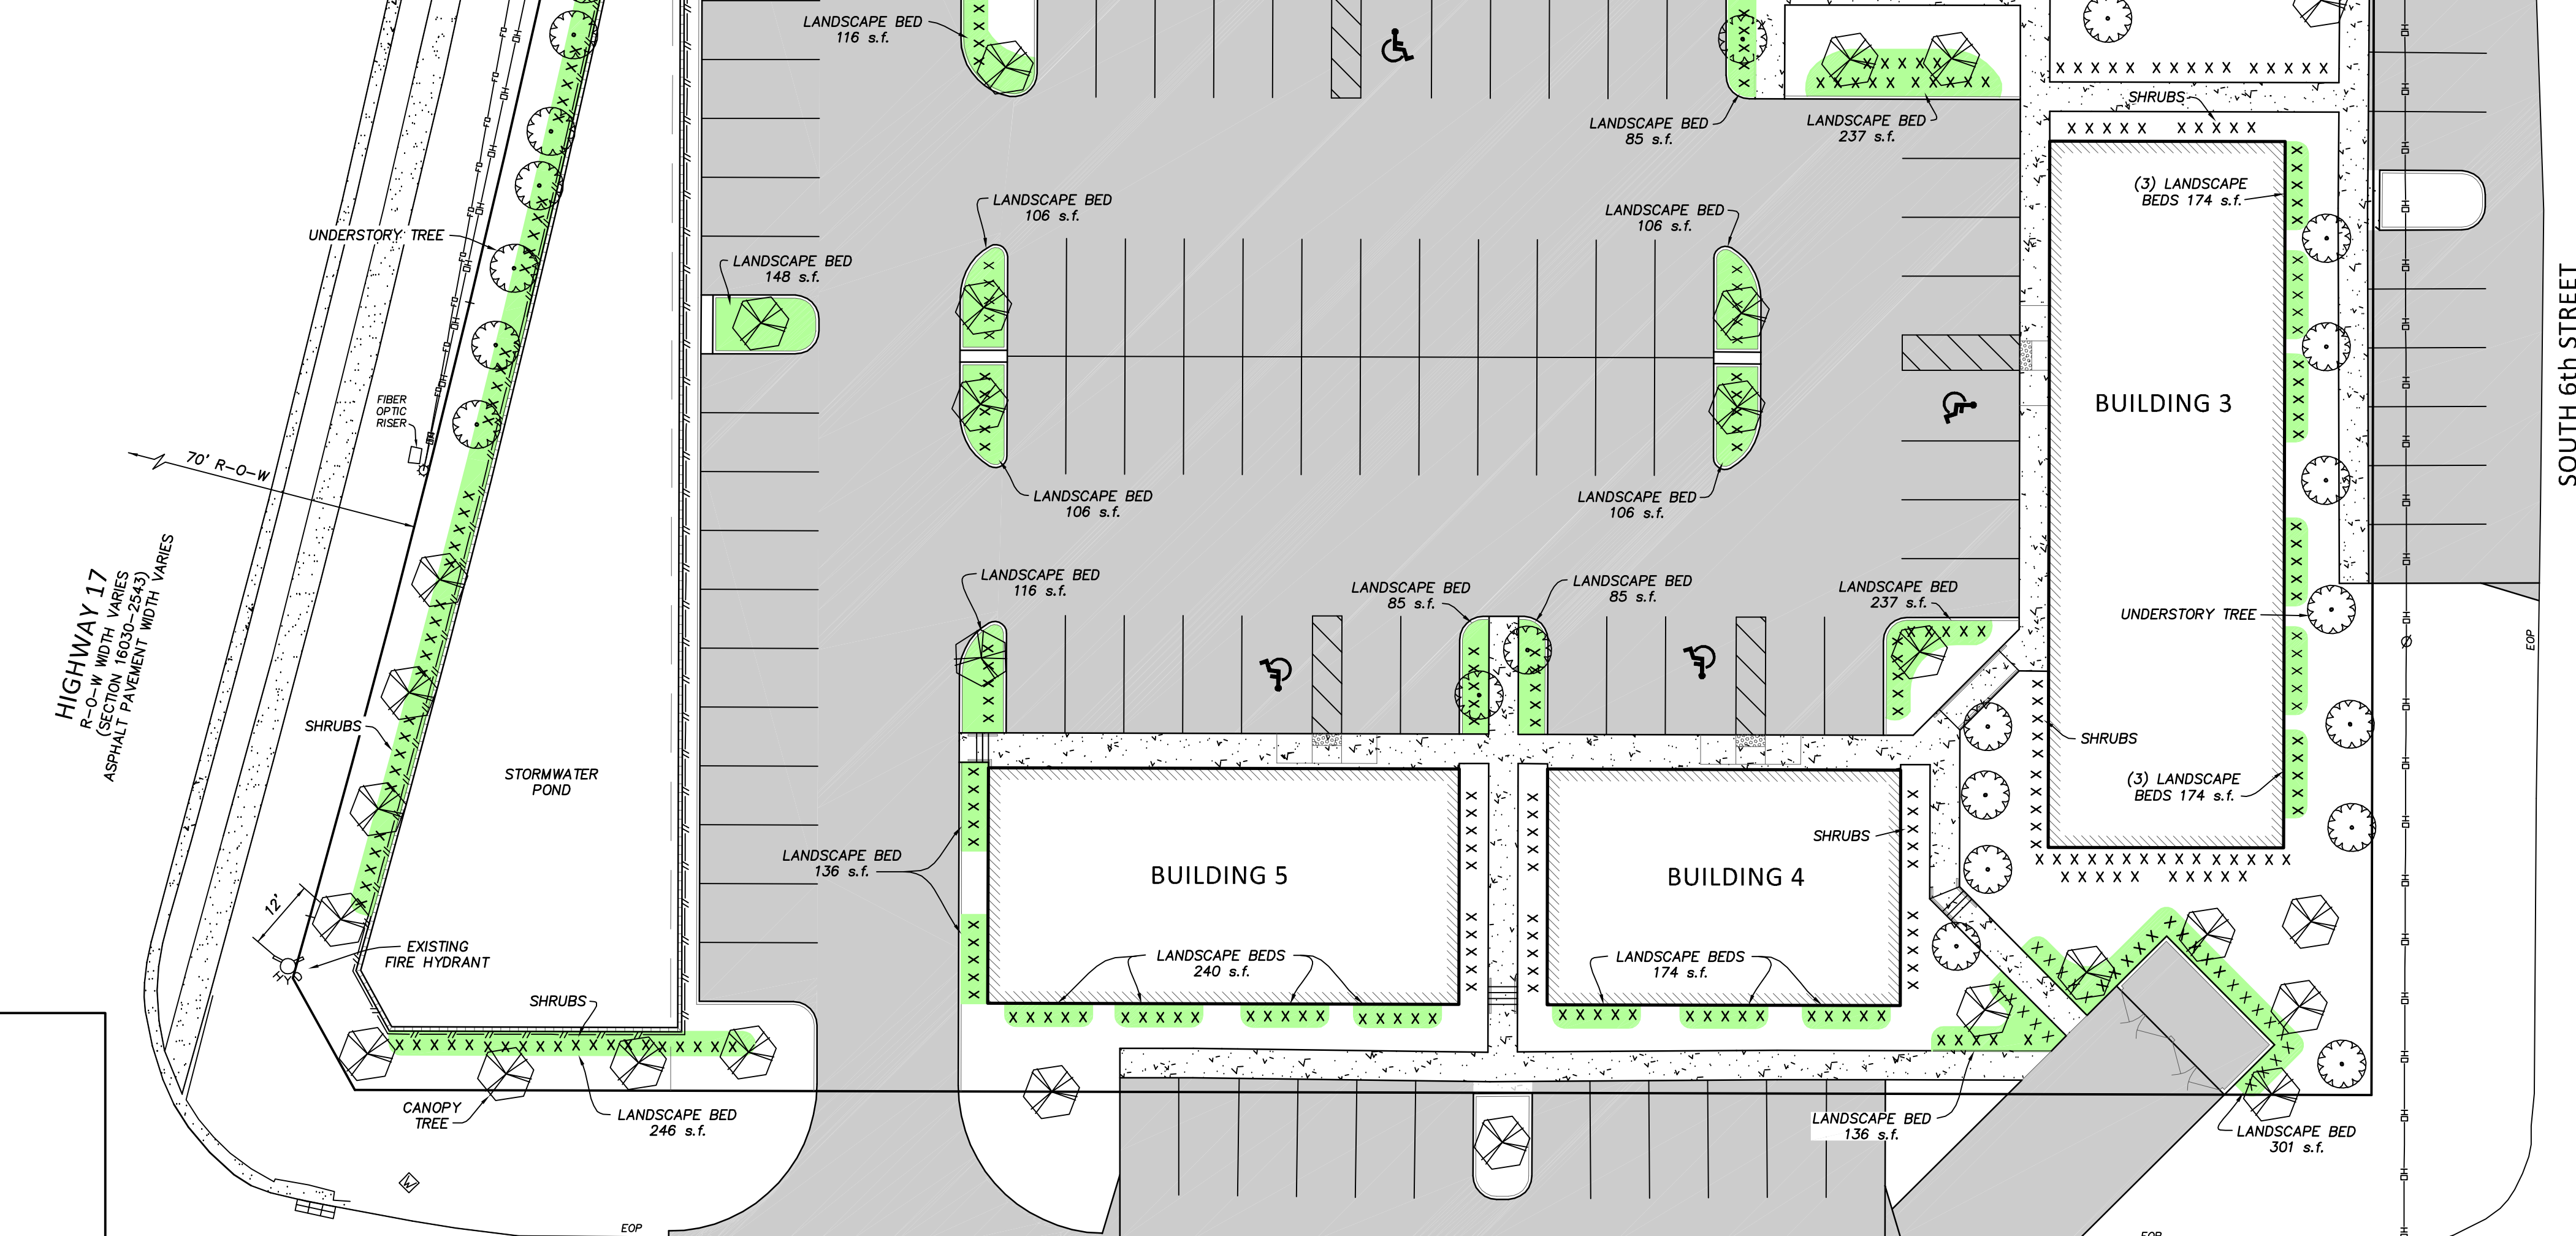 LANDSCAPE BED
116 s.f.
LANDSCAPE BED
85 s.f.
LANDSCAPE BED
237 s.f.
SHRUBS
(3) LANDSCAPE
BEDS 174 s.f.
LANDSCAPE BED
106 s.f.
LANDSCAPE BED
106 s.f.
UNDERSTORY TREE
LANDSCAPE BED
148 s.f.
SOUTH 6th STREET
FIBER
OPTIC
RISER
BUILDING 3
70' R-O-W
LANDSCAPE BED
106 s.f.
LANDSCAPE BED
106 s.f.
HIGHWAY 17
R-O-W WIDTH VARIES
(SECTION 16030-2543)
ASPHALT PAVEMENT WIDTH VARIES
LANDSCAPE BED
116 s.f.
LANDSCAPE BED
85 s.f.
LANDSCAPE BED
85 s.f.
LANDSCAPE BED
237 s.f.
UNDERSTORY TREE
EOP
SHRUBS
SHRUBS
STORMWATER
POND
(3) LANDSCAPE
BEDS 174 s.f.
SHRUBS
LANDSCAPE BED
136 s.f.
BUILDING 5
BUILDING 4
12'
EXISTING
FIRE HYDRANT
HYD
LANDSCAPE BEDS
240 s.f.
LANDSCAPE BEDS
174 s.f.
SHRUBS
CANOPY
TREE
LANDSCAPE BED
246 s.f.
LANDSCAPE BED
136 s.f.
LANDSCAPE BED
301 s.f.
W
EOP
EOP